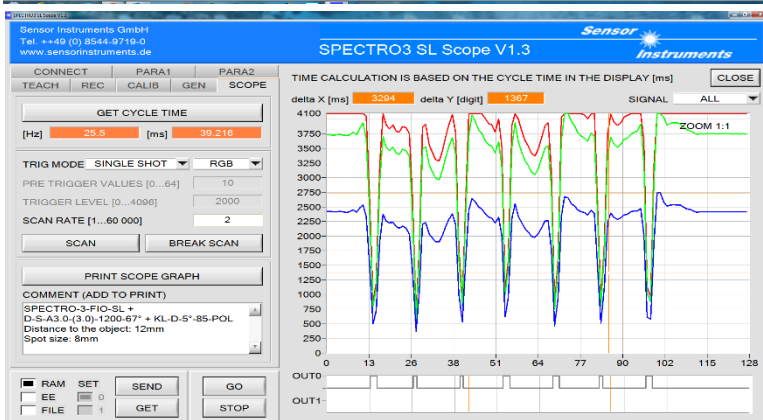 SPECTRO3 SL Scope V1.3
Sensor Instruments GmbH
Tel. ++49 (0) 8544-9719-0
www.sensorinstruments.de
SPECTRO3 SL Scope V1.3
Sensor
Instruments
CONNECT PARA1 PARA2
TEACH REC CALIB GEN SCOPE
GET CYCLE TIME
[Hz] 25.5 [ms] 39.216
TRIG MODE SINGLE SHOT RGB
PRE TRIGGER VALUES [0...64] 10
TRIGGER LEVEL [0...4096] 2000
SCAN RATE [1...60 000] 2
SCAN BREAK SCAN
PRINT SCOPE GRAPH
COMMENT (ADD TO PRINT)
SPECTRO-3-FIO-SL +
D-S-A3.0-(3.0)-1200-67° + KL-D-5°-85-POL
Distance to the object: 12mm
Spot size: 8mm
RAM SET SEND GO
EE 0
FILE 1 GET STOP
TIME CALCULATION IS BASED ON THE CYCLE TIME IN THE DISPLAY [ms] CLOSE
delta X [ms] 3294 delta Y [digit] 1367 SIGNAL ALL
ZOOM 1:1
4100
3750
3500
3250
3000
2750
2500
2250
2000
1750
1500
1250
1000
750
500
250
0
0 13 26 38 51 64 77 90 102 115 128
OUT0
OUT1